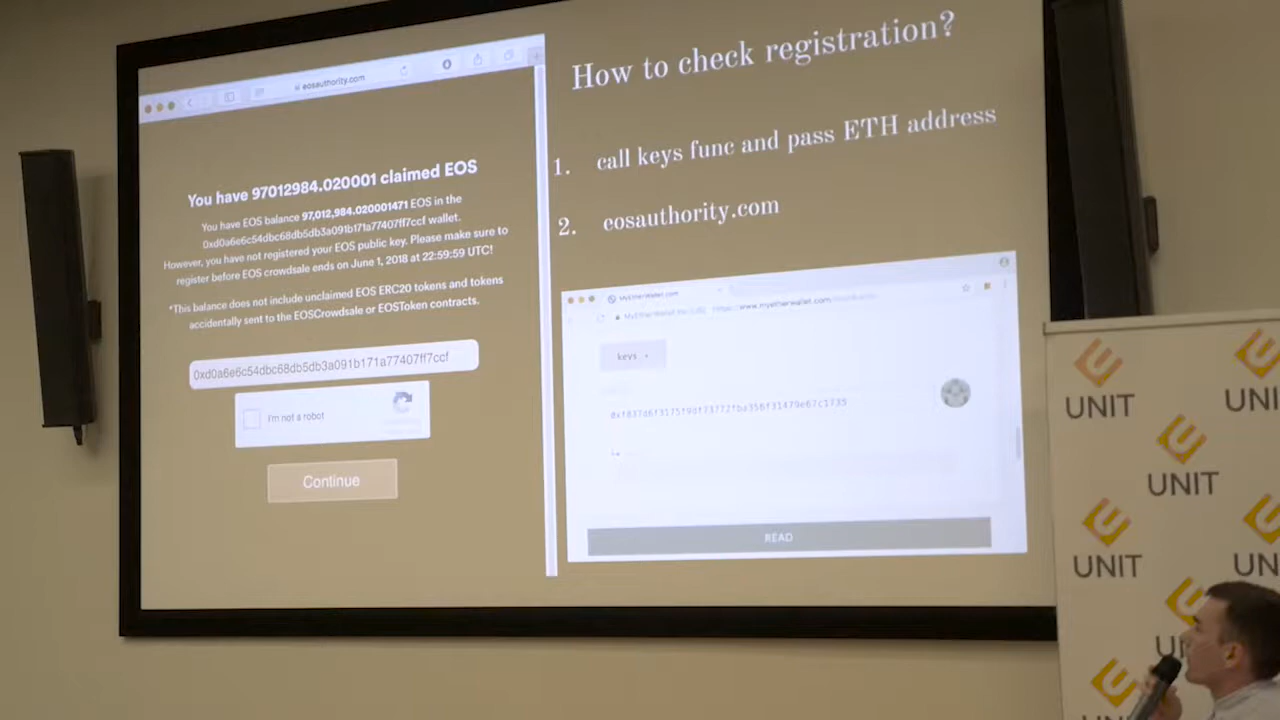 How to check registration?
1. call keys func and pass ETH address
2. eosauthority.com
eosauthority.com
You have 97012984.020001 claimed EOS
You have EOS balance 97,012,984.020001471 EOS in the
0xd0a6e6c54dbc68db5db3a091b171a77407ff7ccf wallet.
However, you have not registered your EOS public key. Please make sure to
register before EOS crowdsale ends on June 1, 2018 at 22:59:59 UTC!
*This balance does not include unclaimed EOS ERC20 tokens and tokens
accidentally sent to the EOSCrowdsale or EOSToken contracts.
0xd0a6e6c54dbc68db5db3a091b171a77407ff7ccf
I'm not a robot
Continue
MyEtherWallet.com
https://www.myetherwallet.com
keys
READ
UNIT
UNIT
UNIT
UNIT